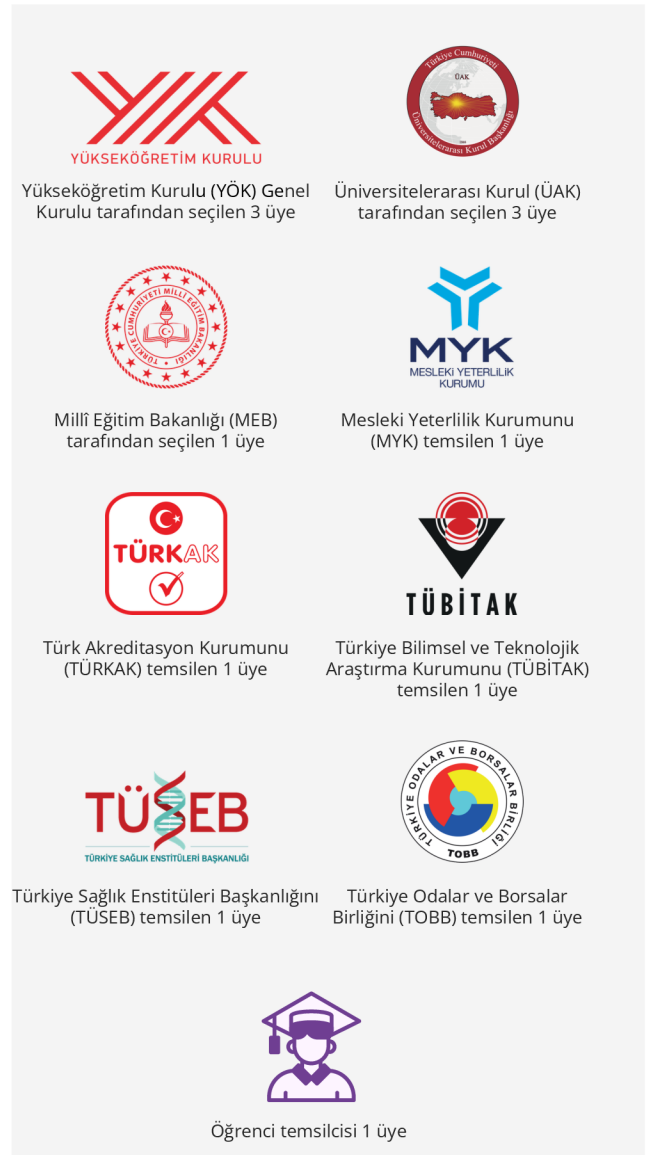 YÜKSEKÖĞRETİM KURULU
Yükseköğretim Kurulu (YÖK) Genel
Kurulu tarafından seçilen 3 üye
Türkiye Cumhuriyeti
ÜAK
Üniversitelerarası Kurul Başkanlığı
Üniversitelerarası Kurul (ÜAK)
tarafından seçilen 3 üye
TÜRKİYE CUMHURİYETİ MİLLÎ EĞİTİM BAKANLIĞI
Millî Eğitim Bakanlığı (MEB)
tarafından seçilen 1 üye
MYK
MESLEKİ YETERLİLİK
KURUMU
Mesleki Yeterlilik Kurumunu
(MYK) temsilen 1 üye
TÜRKAK
Türk Akreditasyon Kurumunu
(TÜRKAK) temsilen 1 üye
TÜBİTAK
Türkiye Bilimsel ve Teknolojik
Araştırma Kurumunu (TÜBİTAK)
temsilen 1 üye
TÜSEB
TÜRKİYE SAĞLIK ENSTİTÜLERİ BAŞKANLIĞI
Türkiye Sağlık Enstitüleri Başkanlığını
(TÜSEB) temsilen 1 üye
TÜRKİYE ODALAR VE BORSALAR BİRLİĞİ
TOBB
Türkiye Odalar ve Borsalar
Birliğini (TOBB) temsilen 1 üye
Öğrenci temsilcisi 1 üye